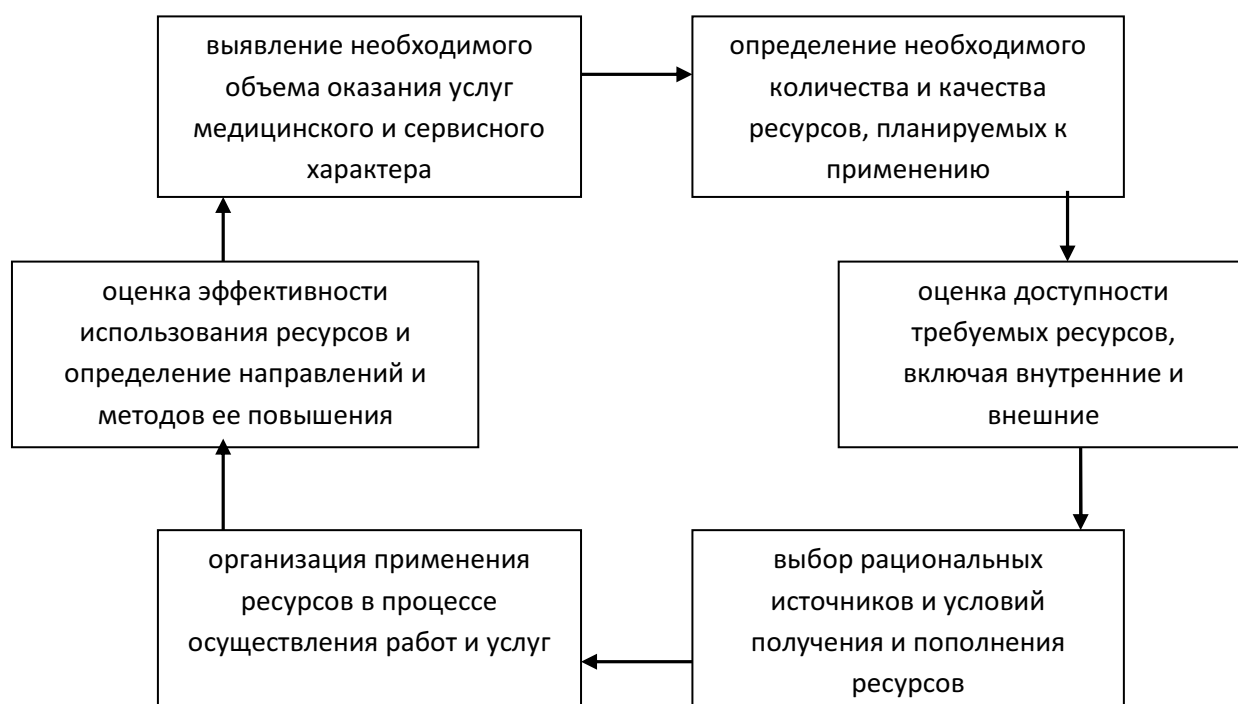 выявление необходимого
объема оказания услуг
медицинского и сервисного
характера
определение необходимого
количества и качества
ресурсов, планируемых к
применению
оценка доступности
требуемых ресурсов,
включая внутренние и
внешние
выбор рациональных
источников и условий
получения и пополнения
ресурсов
организация применения
ресурсов в процессе
осуществления работ и услуг
оценка эффективности
использования ресурсов и
определение направлений и
методов ее повышения